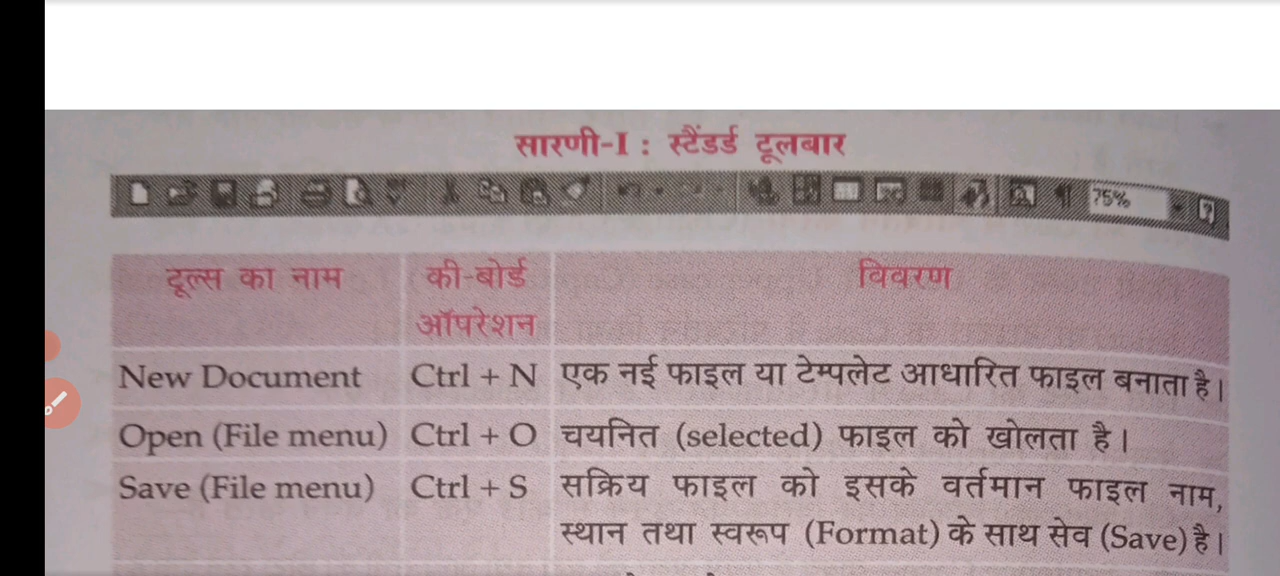 सारणी-I : स्टैंडर्ड टूलबार
75%
टूल्स का नाम की-बोर्ड ऑपरेशन विवरण
New Document Ctrl + N एक नई फाइल या टेम्पलेट आधारित फाइल बनाता है।
Open (File menu) Ctrl + O चयनित (selected) फाइल को खोलता है।
Save (File menu) Ctrl + S सक्रिय फाइल को इसके वर्तमान फाइल नाम,
स्थान तथा स्वरूप (Format) के साथ सेव (Save) है।